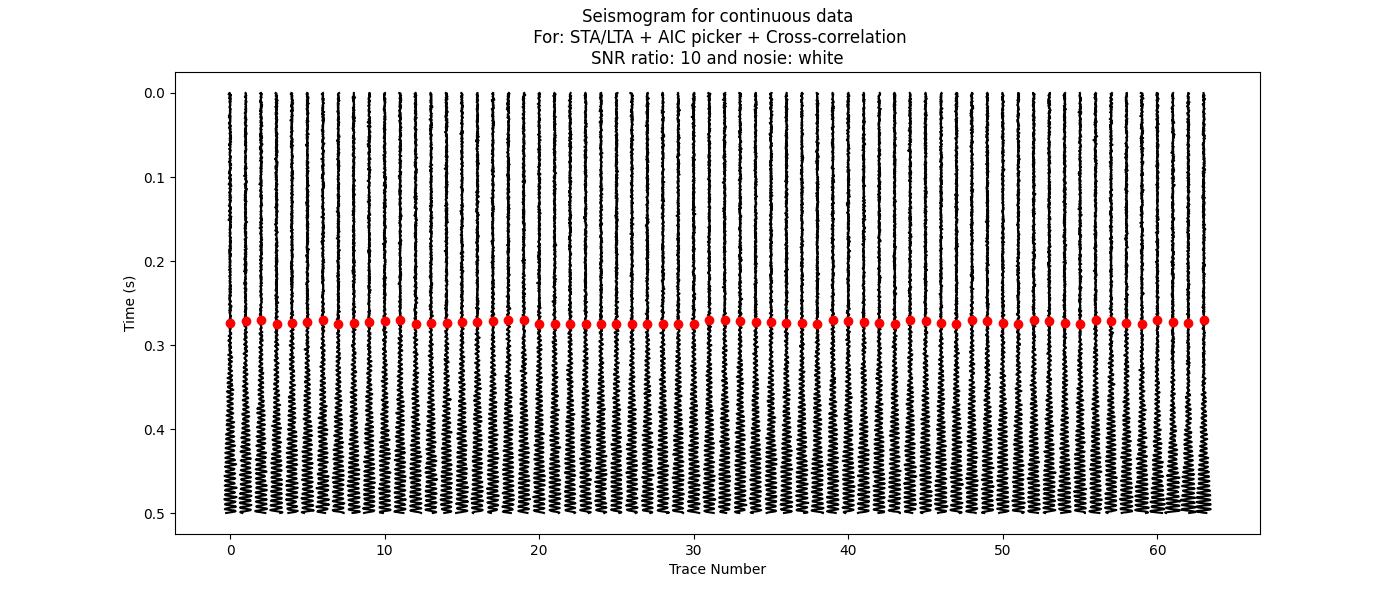 Seismogram for continuous data
For: STA/LTA + AIC picker + Cross-correlation
SNR ratio: 10 and nosie: white
Time (s)
0.0
0.1
0.2
0.3
0.4
0.5
0 10 20 30 40 50 60
Trace Number